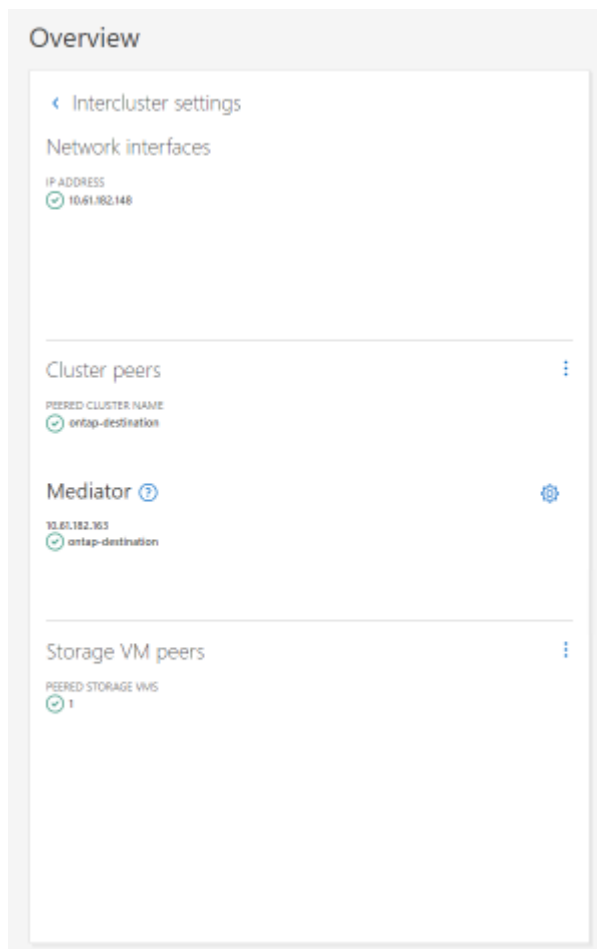 Overview
Intercluster settings
Network interfaces
IP ADDRESS
10.61.182.148
Cluster peers
PEERED CLUSTER NAME
ontap-destination
Mediator ?
10.61.182.163
ontap-destination
Storage VM peers
PEERED STORAGE VMS
1